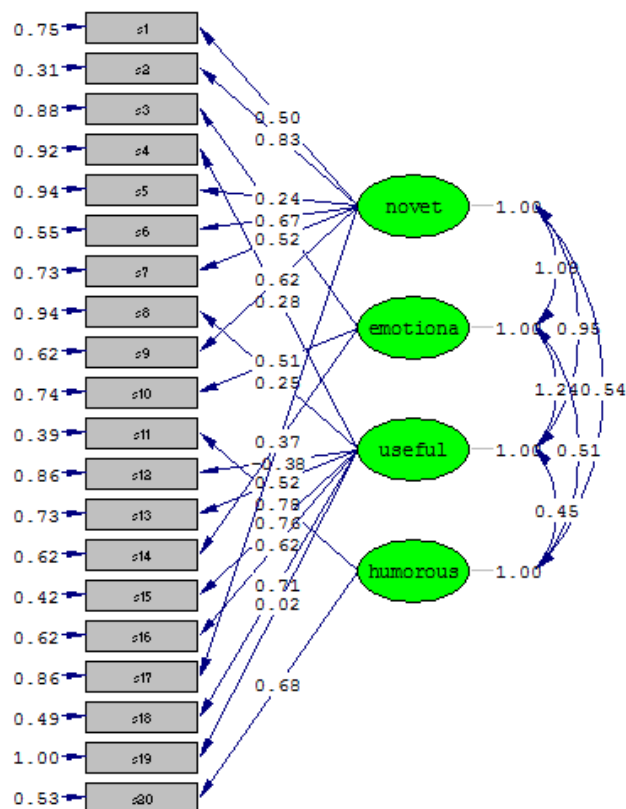 0.75 s1
0.31 s2
0.88 s3
0.92 s4
0.94 s5
0.55 s6
0.73 s7
0.94 s8
0.62 s9
0.74 s10
0.39 s11
0.86 s12
0.73 s13
0.62 s14
0.42 s15
0.62 s16
0.86 s17
0.49 s18
1.00 s19
0.53 s20
0.50
0.83
0.24
0.67
0.52
0.62
0.28
0.51
0.25
0.37
0.38
0.52
0.78
0.76
0.62
0.71
0.02
0.68
novet 1.00
emotiona 1.00
useful 1.00
humorous 1.00
1.09
0.95
1.24 0.54
0.51
0.45